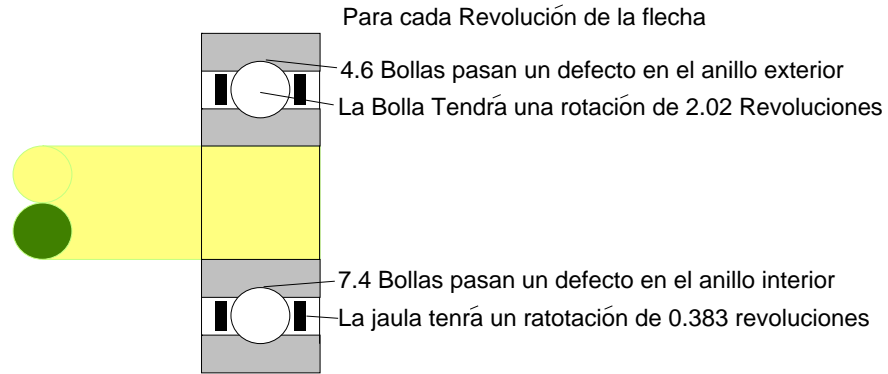 Para cada Revolución de la flecha
4.6 Bollas pasan un defecto en el anillo exterior
La Bolla Tendrá una rotación de 2.02 Revoluciones
7.4 Bollas pasan un defecto en el anillo interior
La jaula tenrá un ratotación de 0.383 revoluciones